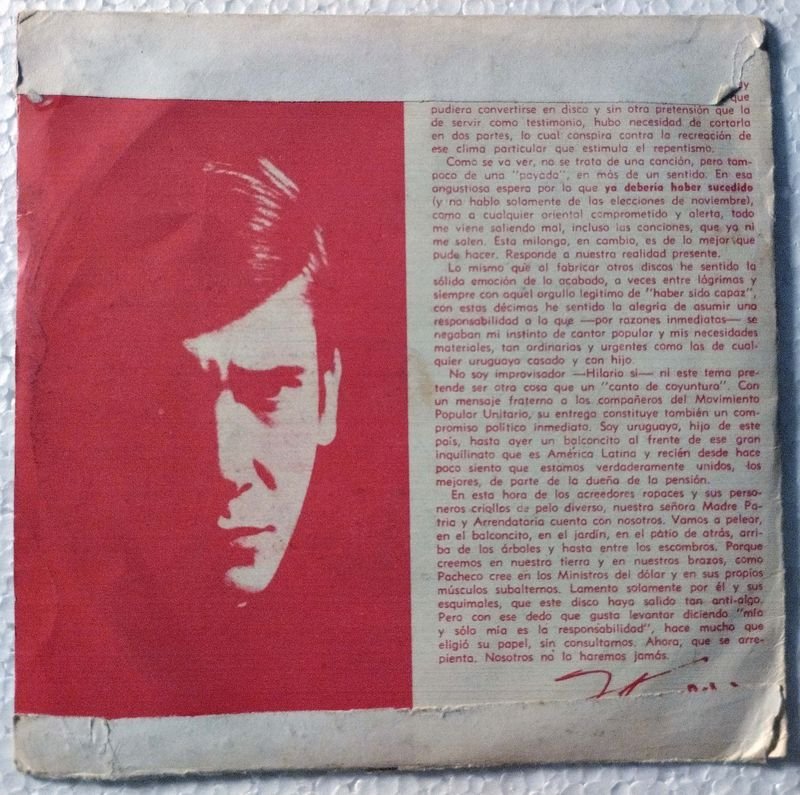 que
pudiera convertirse en disco y sin otra pretensión que la
de servir como testimonio, hubo necesidad de cortarla
en dos partes, lo cual conspira contra la recreación de
ese clima particular que estimula el repentismo.
Como se va ver, no se trata de una canción, pero tam-
poco de una "payada", en más de un sentido. En esa
angustiosa espera por lo que ya debería haber sucedido
(y no hablo solamente de las elecciones de noviembre),
como a cualquier oriental comprometido y alerta, todo
me viene saliendo mal, incluso las canciones, que ya ni
me salen. Esta milonga, en cambio, es de lo mejor que
pude hacer. Responde a nuestra realidad presente.
Lo mismo que al fabricar otros discos he sentido la
sólida emoción de lo acabado, a veces entre lágrimas y
siempre con aquel orgullo legítimo de "haber sido capaz",
con estas décimas he sentido la alegría de asumir una
responsabilidad a la que —por razones inmediatas— se
negaban mi instinto de cantor popular y mis necesidades
materiales, tan ordinarias y urgentes como las de cual-
quier uruguayo casado y con hijo.
No soy improvisador —Hilario sí— ni este tema pre-
tende ser otra cosa que un "canto de coyuntura". Con
un mensaje fraterno a los compañeros del Movimiento
Popular Unitario, su entrega constituye también un com-
promiso político inmediato. Soy uruguayo, hijo de este
país, hasta ayer un balconcito al frente de ese gran
inquilinato que es América Latina y recién desde hace
poco siento que estamos verdaderamente unidos, los
mejores, de parte de la dueña de la pensión.
En esta hora de los acreedores rapaces y sus perso-
neros criollos de pelo diverso, nuestra señora Madre Pa-
tria y Arrendataria cuenta con nosotros. Vamos a pelear,
en el balconcito, en el jardín, en el patio de atrás, arri-
ba de los árboles y hasta entre los escombros. Porque
creemos en nuestra tierra y en nuestros brazos, como
Pacheco cree en los Ministros del dólar y en sus propios
músculos subalternos. Lamento solamente por él y sus
esquimales, que este disco haya salido tan anti-algo.
Pero con ese dedo que gusta levantar diciendo "mía
y sólo mía es la responsabilidad", hace mucho que
eligió su papel, sin consultarnos. Ahora, que se arre-
pienta. Nosotros no lo haremos jamás.